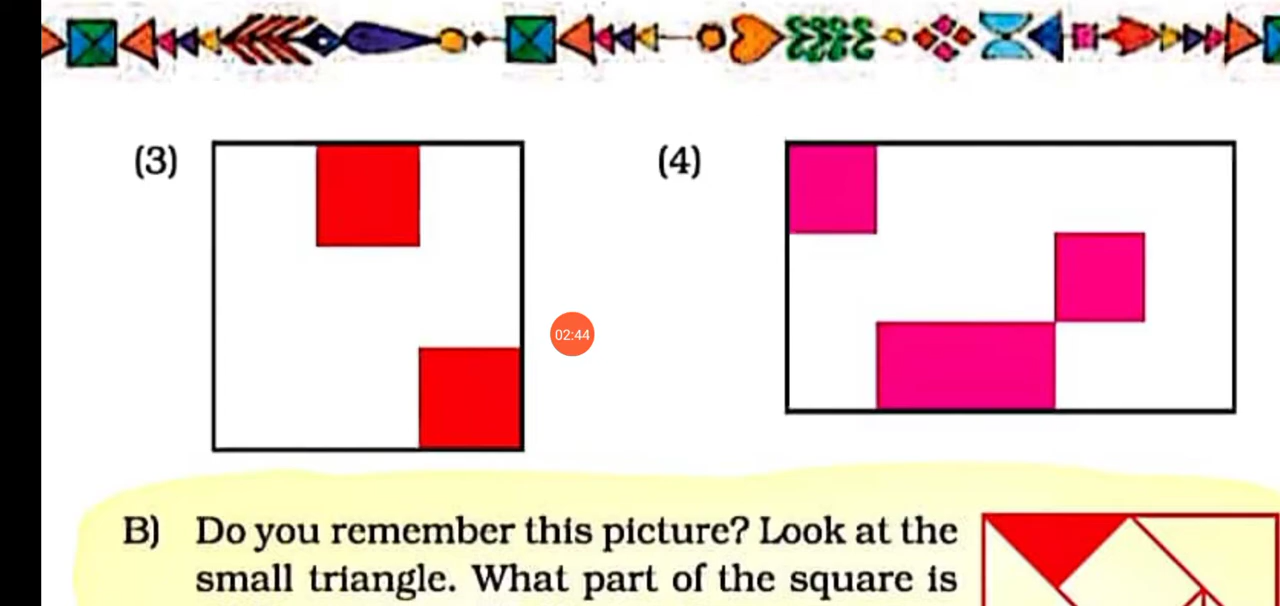 (3)
(4)
02:44
B) Do you remember this picture? Look at the
small triangle. What part of the square is